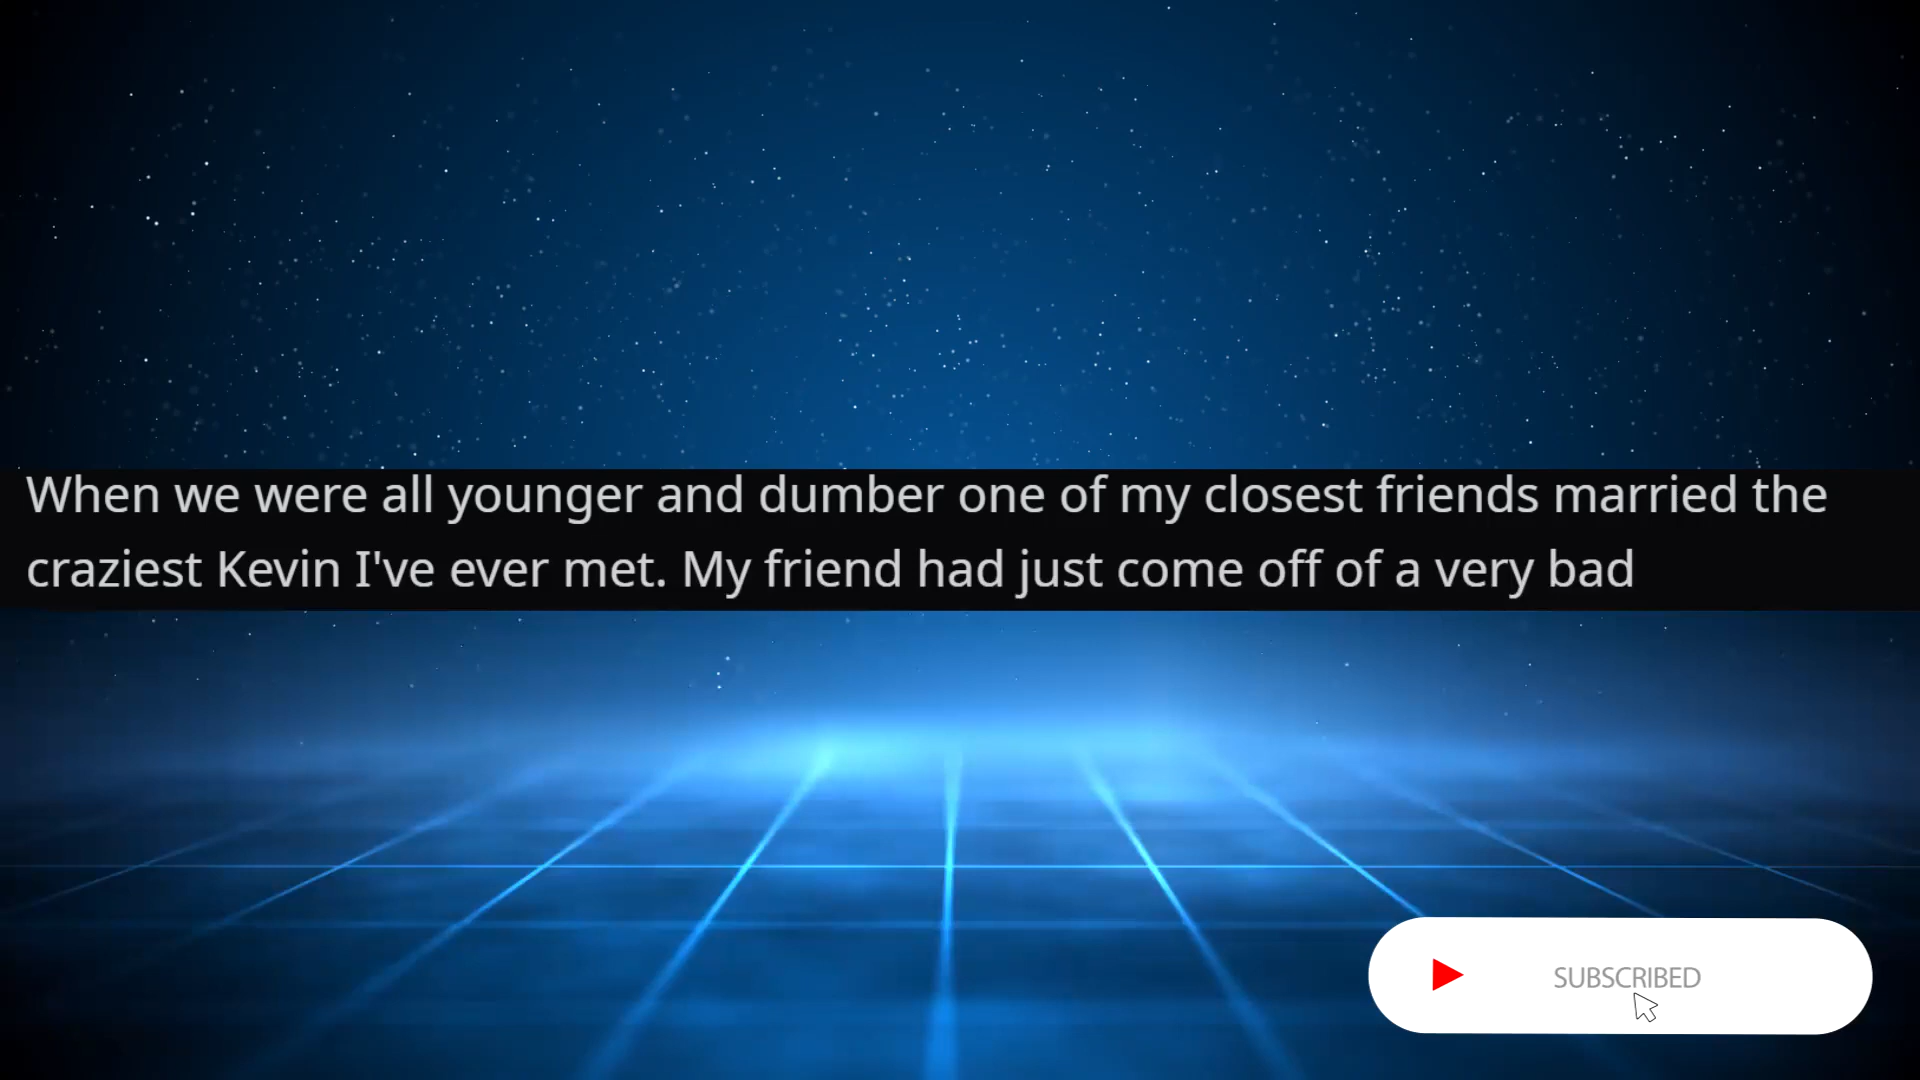 When we were all younger and dumber one of my closest friends married the
craziest Kevin I've ever met. My friend had just come off of a very bad
SUBSCRIBED